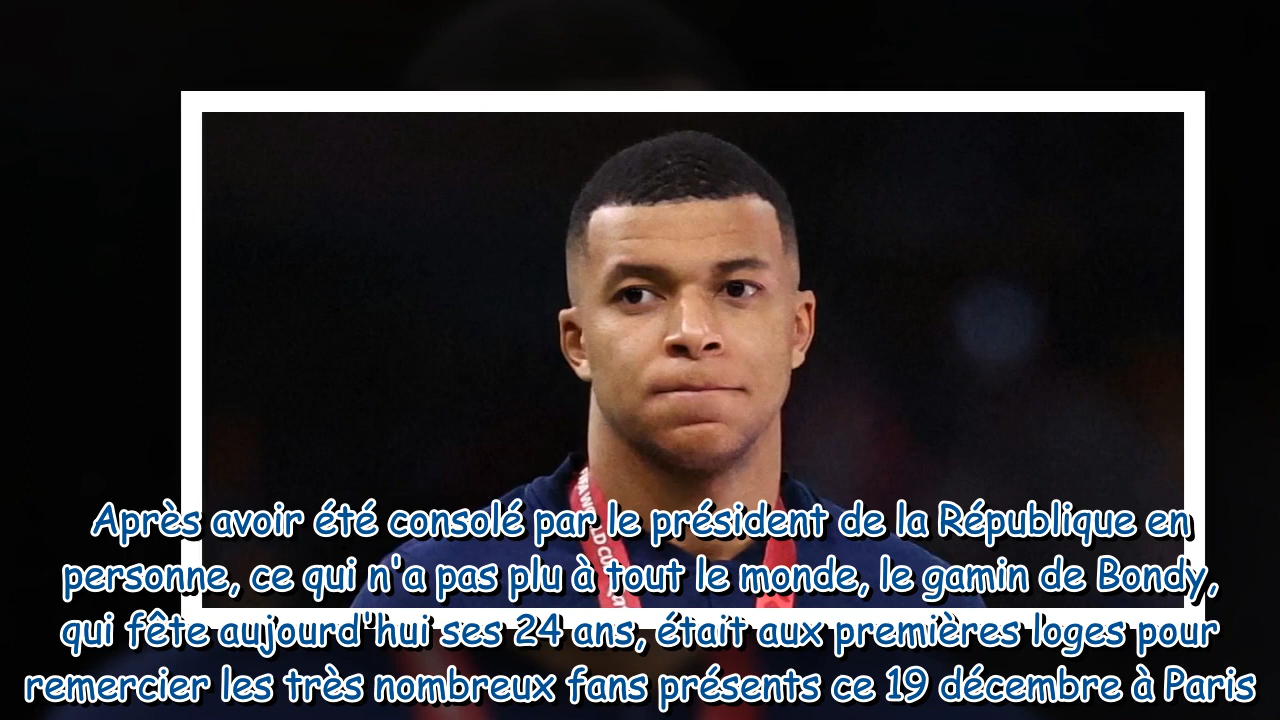 Après avoir été consolé par le président de la République en
personne, ce qui n'a pas plu à tout le monde, le gamin de Bondy,
qui fête aujourd'hui ses 24 ans, était aux premières loges pour
remercier les très nombreux fans présents ce 19 décembre à Paris